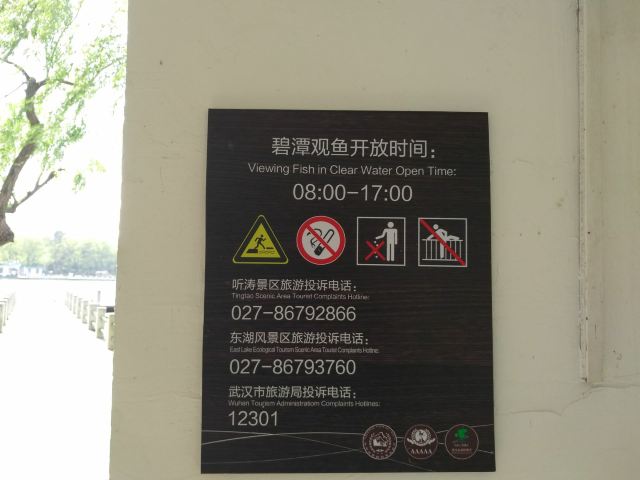 碧潭观鱼开放时间：
Viewing Fish in Clear Water Open Time:
08:00-17:00
听涛景区旅游投诉电话：
Tingtao Scenic Area Tourist Complaints Hotline:
027-86792866
东湖风景区旅游投诉电话：
East Lake Ecological Tourism Scenic Area Tourist Complaints Hotline:
027-86793760
武汉市旅游局投诉电话：
Wuhan Tourism Administration Complaints Hotlines:
12301
AAAAA